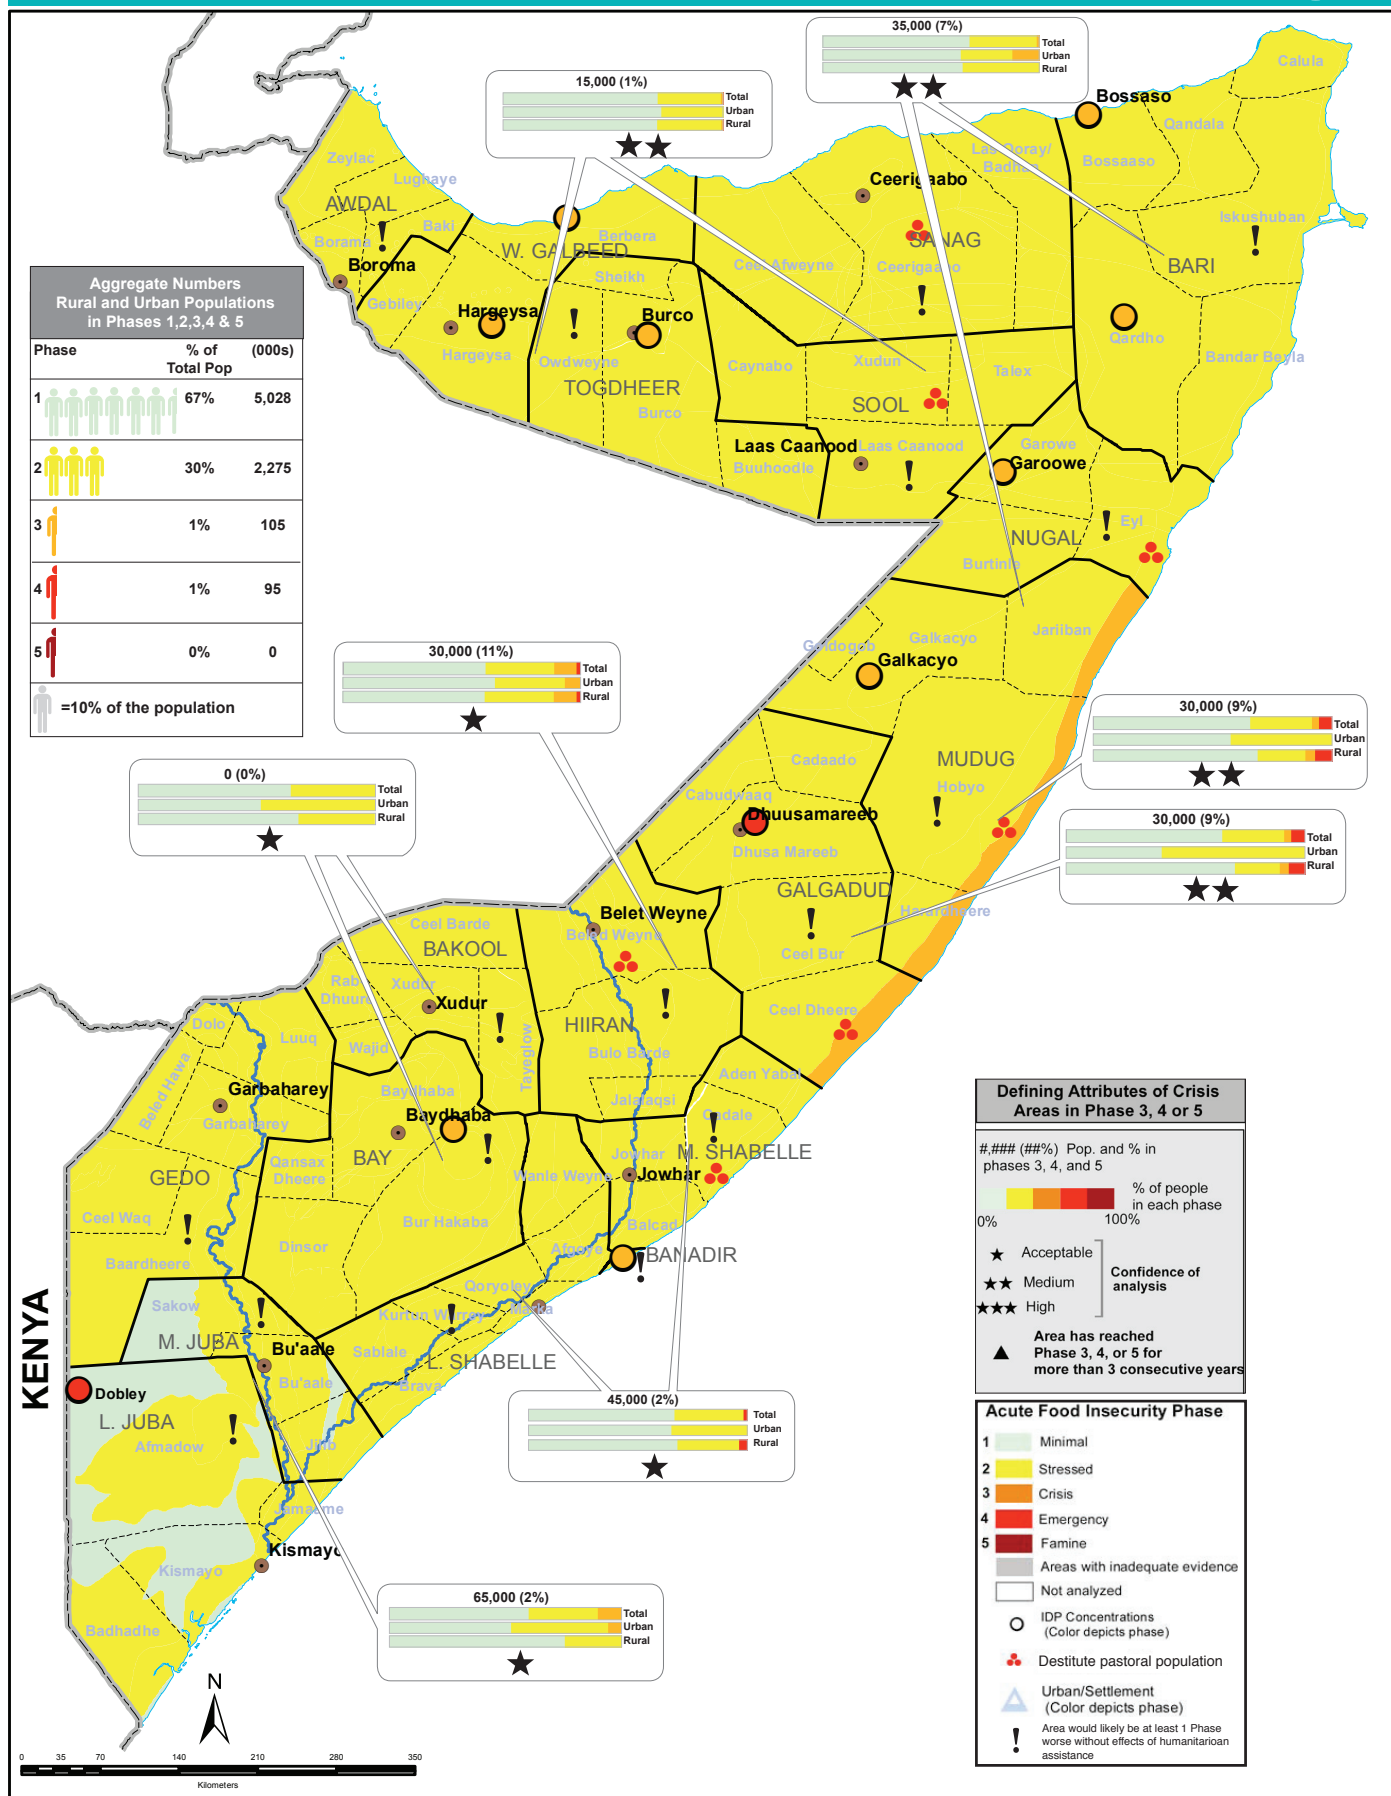 35,000 (7%)
Total
Urban
Rural
15,000 (1%)
Total
Urban
Rural
Calula
Bossaso
Qandala
Bossaaso
Las Qoray/
Badhan
Zeylac
Lughaye
AWDAL
Baki
Borama
Boroma
Ceerigaabo
SANAG
Ceerigaabo
Iskushuban
BARI
W. GALBEED
Berbera
Sheikh
Ceel Afweyne
Gebiley
Hargeysa
Hargeysa
Burco
Owdweyne
TOGDHEER
Burco
Caynabo
Xudun
Talex
SOOL
Qardho
Bandar Beyla
Laas Caanood
Laas Caanood
Buuhoodle
Garowe
Garoowe
Eyl
NUGAL
Burtinle
Aggregate Numbers
Rural and Urban Populations
in Phases 1,2,3,4 & 5
Phase % of Total Pop (000s)
1 67% 5,028
2 30% 2,275
3 1% 105
4 1% 95
5 0% 0
=10% of the population
Jariiban
Galkacyo
Goldogob
Galkacyo
30,000 (11%)
Total
Urban
Rural
30,000 (9%)
Total
Urban
Rural
MUDUG
Hobyo
Cadaado
Cabudwaaq
Dhuusamareeb
Dhusa Mareeb
0 (0%)
Total
Urban
Rural
30,000 (9%)
Total
Urban
Rural
GALGADUD
Harardheere
Ceel Bur
Ceel Dheere
Belet Weyne
Beled Weyne
Ceel Barde
BAKOOL
Rab Dhuure
Xudur
Xudur
Wajid
Tayeglow
HIIRAN
Bulo Barde
Jalalaqsi
Aden Yabal
Cadale
M. SHABELLE
Jowhar
Jowhar
Balcad
Dolo
Luuq
Beled Hawa
Garbaharey
Garbaharey
GEDO
Ceel Waq
Baardheere
Baydhaba
Baydhaba
BAY
Qansax
Dheere
Bur Hakaba
Dinsor
Wanle Weyne
Afgoye
BANADIR
Qoryoley
Marka
Kurtun Warrey
Sablale
L. SHABELLE
Brava
Sakow
M. JUBA
Bu'aale
Bu'aale
KENYA
Dobley
L. JUBA
Afmadow
Jilib
Jamaame
Kismayo
Kismayo
Badhadhe
45,000 (2%)
Total
Urban
Rural
65,000 (2%)
Total
Urban
Rural
Defining Attributes of Crisis
Areas in Phase 3, 4 or 5
#,### (##%) Pop. and % in
phases 3, 4, and 5
% of people
in each phase
0% 100%
Acceptable
Medium
High
Confidence of
analysis
Area has reached
Phase 3, 4, or 5 for
more than 3 consecutive years
Acute Food Insecurity Phase
1 Minimal
2 Stressed
3 Crisis
4 Emergency
5 Famine
Areas with inadequate evidence
Not analyzed
IDP Concentrations
(Color depicts phase)
Destitute pastoral population
Urban/Settlement
(Color depicts phase)
Area would likely be at least 1 Phase
worse without effects of humanitarioan
assistance
N
0 35 70 140 210 280 350
Kilometers